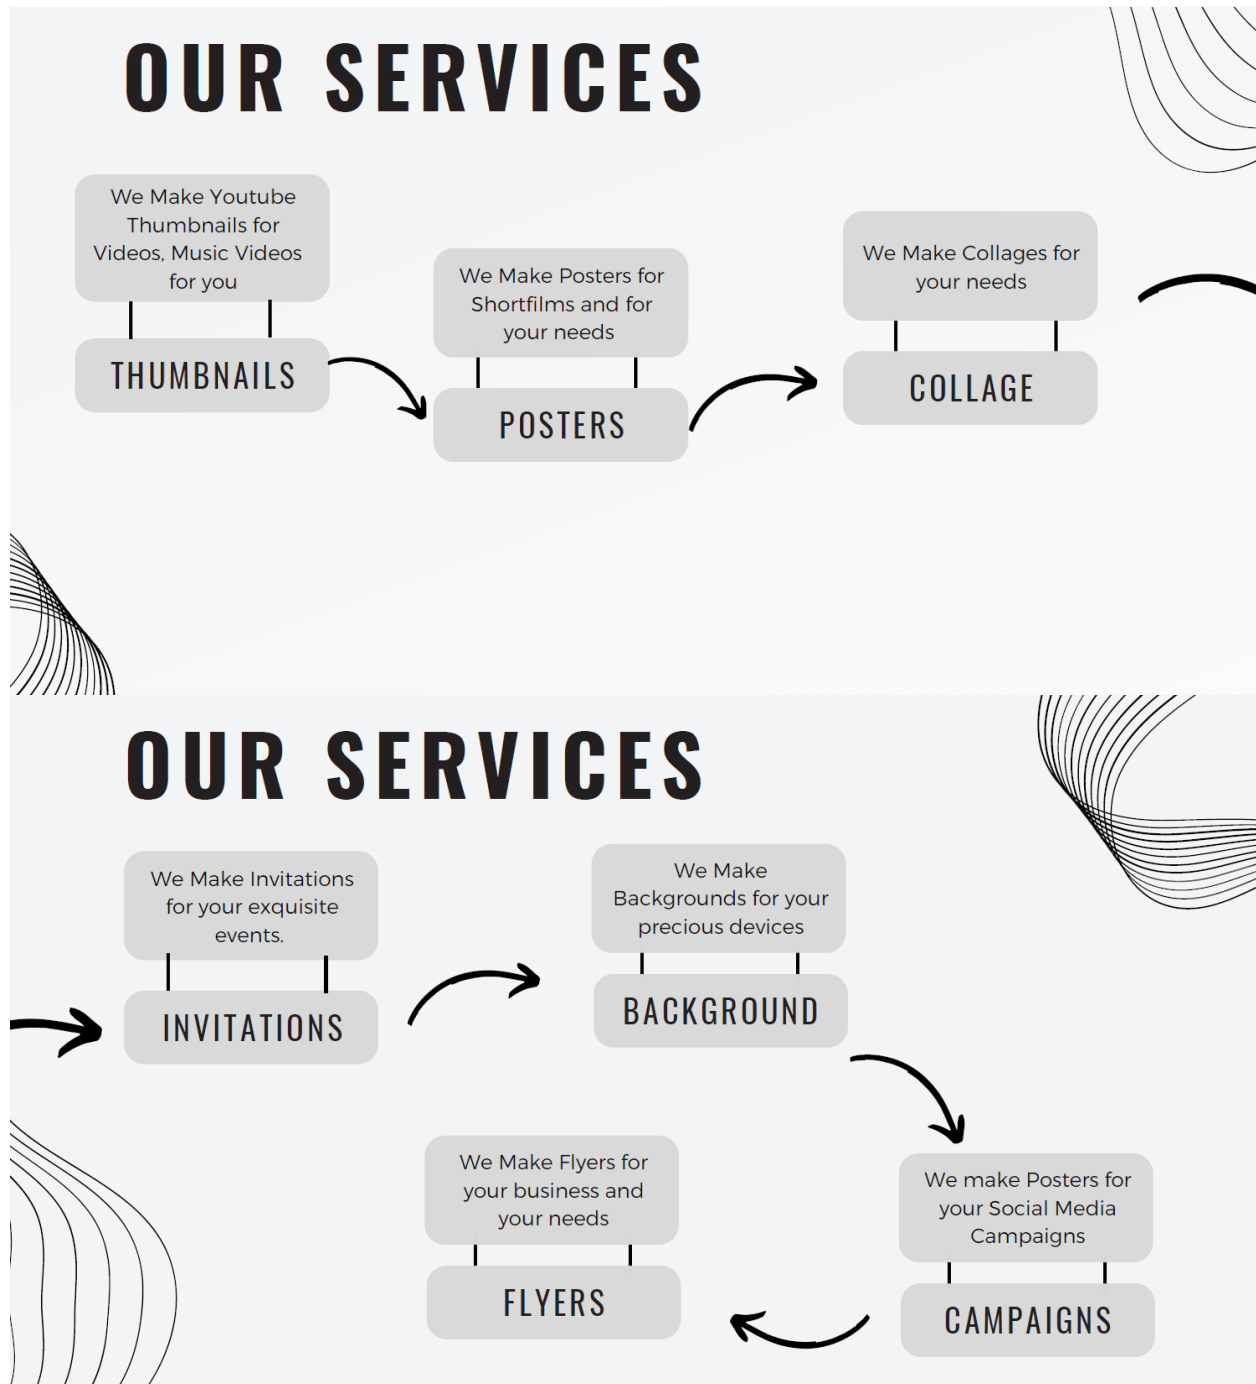 OUR SERVICES
We Make Youtube
Thumbnails for
Videos, Music Videos
for you
THUMBNAILS
We Make Posters for
Shortfilms and for
your needs
POSTERS
We Make Collages for
your needs
COLLAGE
OUR SERVICES
We Make Invitations
for your exquisite
events.
INVITATIONS
We Make
Backgrounds for your
precious devices
BACKGROUND
We make Posters for
your Social Media
Campaigns
CAMPAIGNS
We Make Flyers for
your business and
your needs
FLYERS